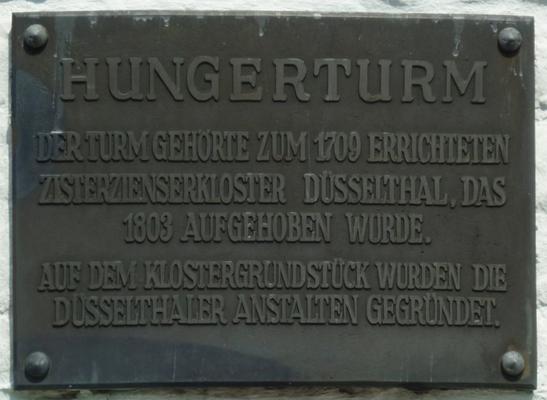 HUNGERTURM
DER TURM GEHÖRTE ZUM 1709 ERRICHTETEN
ZISTERZIENSERKLOSTER DÜSSELTHAL, DAS
1803 AUFGEHOBEN WURDE.
AUF DEM KLOSTERGRUNDSTÜCK WURDEN DIE
DÜSSELTHALER ANSTALTEN GEGRÜNDET.